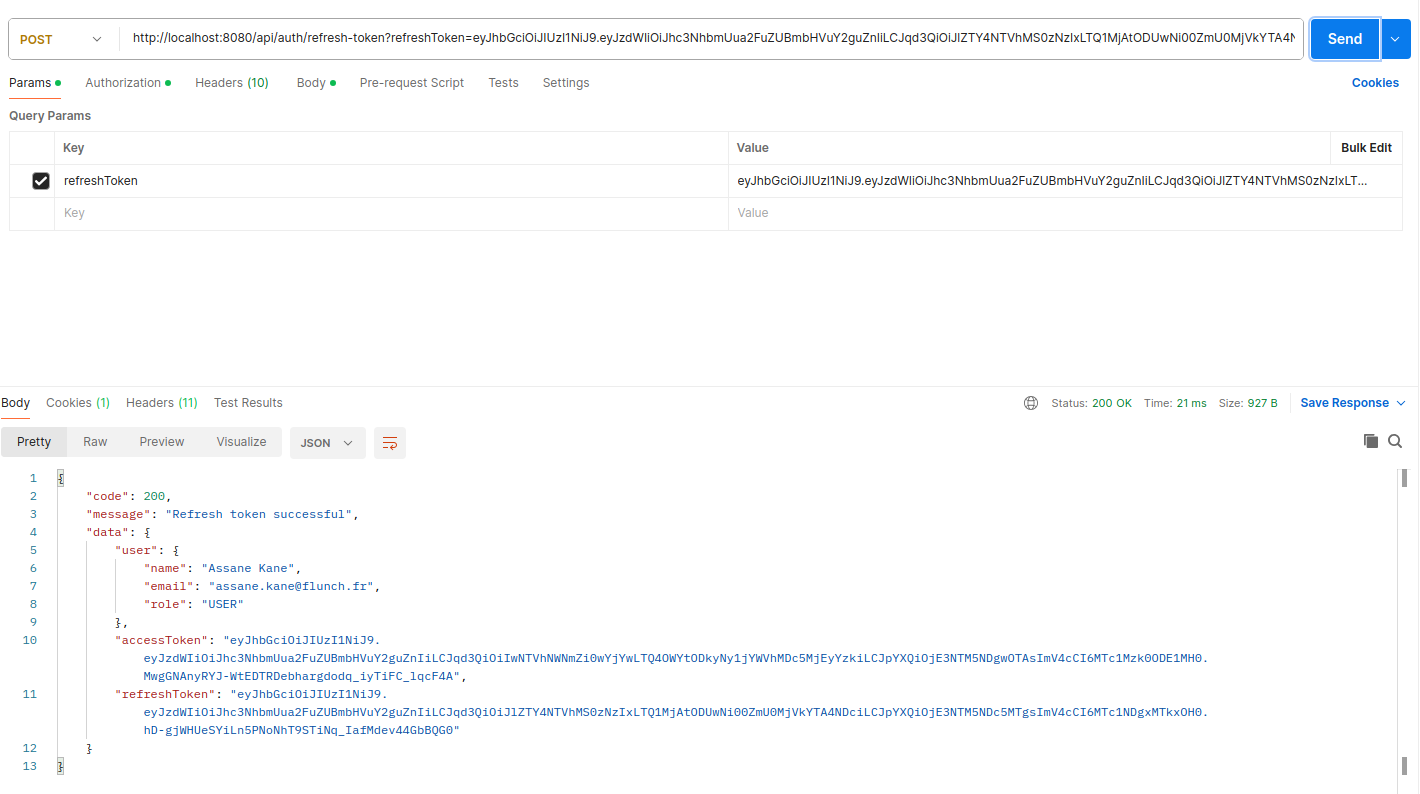 POST http://localhost:8080/api/auth/refresh-token?refreshToken=eyJhbGciOiJIUzI1NiJ9.eyJzdWIiOiJhc3NhbmUua2FuZUBmbHVuY2guZnIiLCJqd3QiOiJlZTY4NTVhMS0zNzIxLTQ1MjAtODUwNi00ZmU0MjVkYTA4N Send
Params Authorization Headers (10) Body Pre-request Script Tests Settings Cookies
Query Params
Key Value Bulk Edit
refreshToken eyJhbGciOiJIUzI1NiJ9.eyJzdWIiOiJhc3NhbmUua2FuZUBmbHVuY2guZnIiLCJqd3QiOiJlZTY4NTVhMS0zNzIxLT...
Key Value
Body Cookies (1) Headers (11) Test Results Status: 200 OK Time: 21 ms Size: 927 B Save Response
Pretty Raw Preview Visualize JSON
1 {
2 "code": 200,
3 "message": "Refresh token successful",
4 "data": {
5 "user": {
6 "name": "Assane Kane",
7 "email": "assane.kane@flunch.fr",
8 "role": "USER"
9 },
10 "accessToken": "eyJhbGciOiJIUzI1NiJ9.
eyJzdWIiOiJhc3NhbmUua2FuZUBmbHVuY2guZnIiLCJqd3QiOiIwNTVhNWNmZi0wYjYwLTQ4OWYtODkyNy1jYWVhMDc5MjEyYzkiLCJpYXQiOjE3NTM5NDgwOTAsImV4cCI6MTc1Mzk0ODE1MH0.
MwgGNAnyRYJ-WtEDTRDebhargdodq_iyTiFC_lqcF4A",
11 "refreshToken": "eyJhbGciOiJIUzI1NiJ9.
eyJzdWIiOiJhc3NhbmUua2FuZUBmbHVuY2guZnIiLCJqd3QiOiJlZTY4NTVhMS0zNzIxLTQ1MjAtODUwNi00ZmU0MjVkYTA4NDciLCJpYXQiOjE3NTM5NDc5MTgsImV4cCI6MTc1NDgxMTkxOH0.
hD-gjWHUeSYiLn5PNoNhT9STiNq_IafMdev44GbBQG0"
12 }
13 }